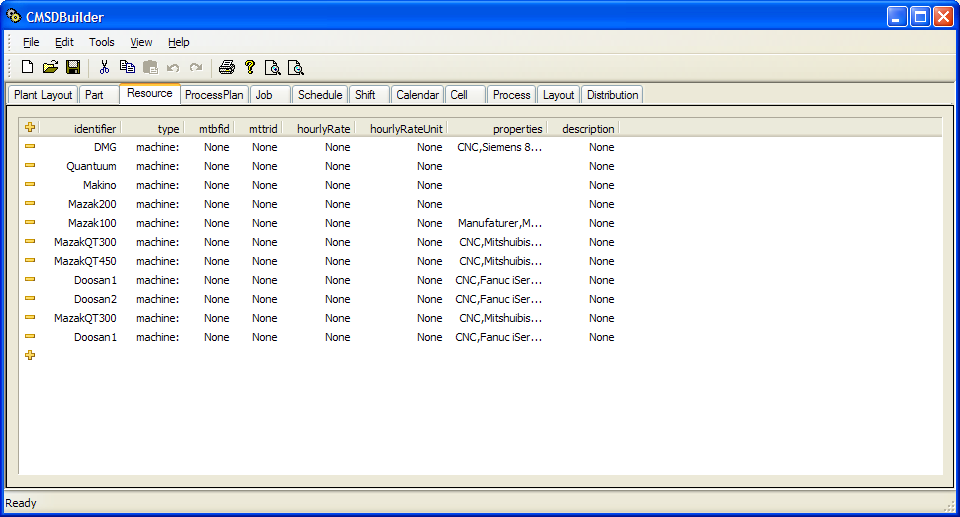 CMSDBuilder
File Edit Tools View Help
Plant Layout Part Resource ProcessPlan Job Schedule Shift Calendar Cell Process Layout Distribution
identifier type mtbfid mttrid hourlyRate hourlyRateUnit properties description
DMG machine: None None None None CNC,Siemens 8... None
Quantuum machine: None None None None None
Makino machine: None None None None None
Mazak200 machine: None None None None None
Mazak100 machine: None None None None Manufaturer,M... None
MazakQT300 machine: None None None None CNC,Mitshuibis... None
MazakQT450 machine: None None None None CNC,Mitshuibis... None
Doosan1 machine: None None None None CNC,Fanuc iSer... None
Doosan2 machine: None None None None CNC,Fanuc iSer... None
MazakQT300 machine: None None None None CNC,Mitshuibis... None
Doosan1 machine: None None None None CNC,Fanuc iSer... None
Ready